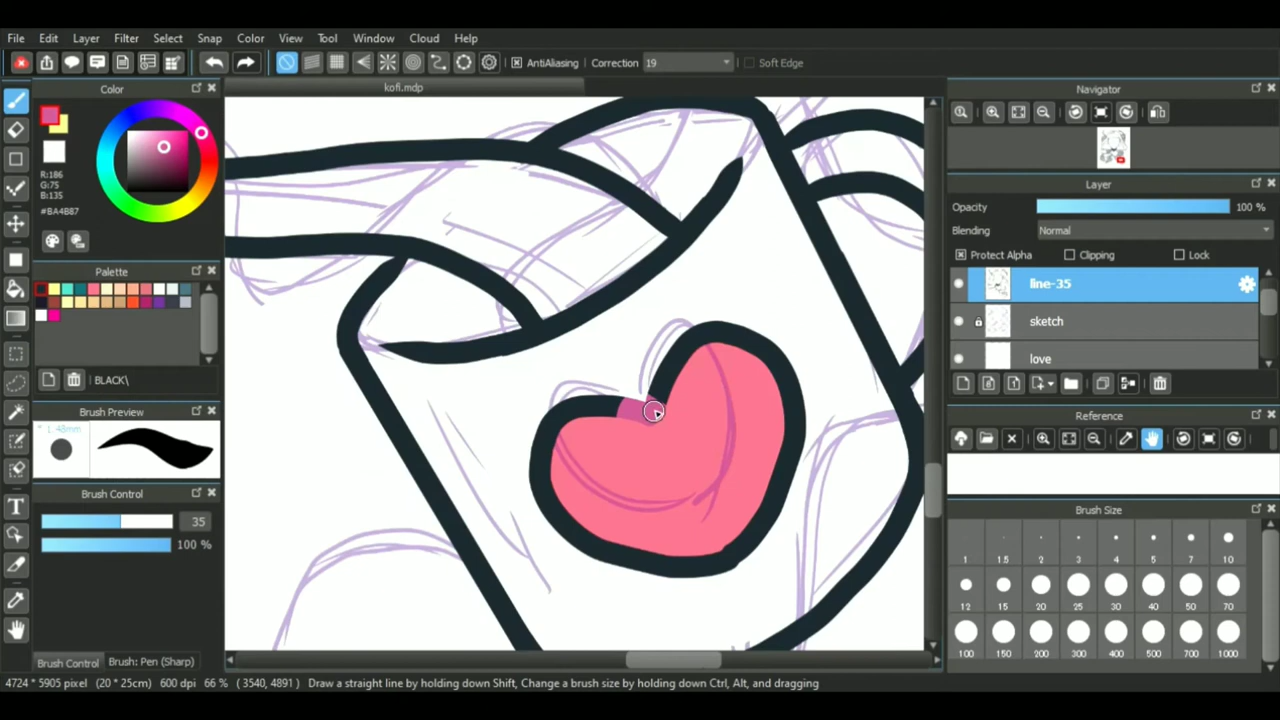 File Edit Layer Filter Select Snap Color View Tool Window Cloud Help
AntiAliasing Correction 19 Soft Edge
Color
R:186
G:75
B:135
#BA4B87
Palette
BLACK\
Brush Preview
1.48mm
Brush Control
35
100 %
Brush Control Brush: Pen (Sharp)
kofi.mdp
Navigator
Layer
Opacity 100 %
Blending Normal
Protect Alpha Clipping Lock
line-35
sketch
love
Reference
Brush Size
1 1.5 2 3 4 5 7 10
12 15 20 25 30 40 50 70
100 150 200 300 400 500 700 1000
4724 * 5905 pixel (20 * 25cm) 600 dpi 66 % ( 3540, 4891 ) Draw a straight line by holding down Shift, Change a brush size by holding down Ctrl, Alt, and dragging